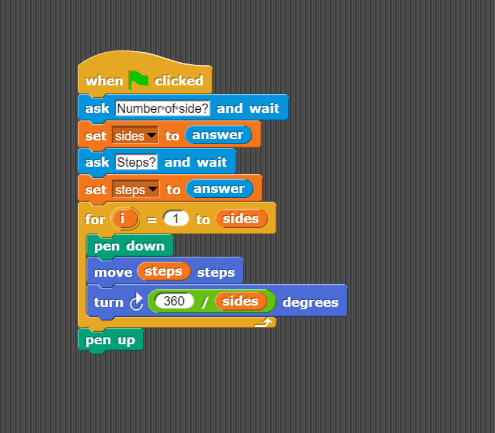 when clicked
ask Number of side? and wait
set sides to answer
ask Steps? and wait
set steps to answer
for i = 1 to sides
pen down
move steps steps
turn 360 / sides degrees
pen up